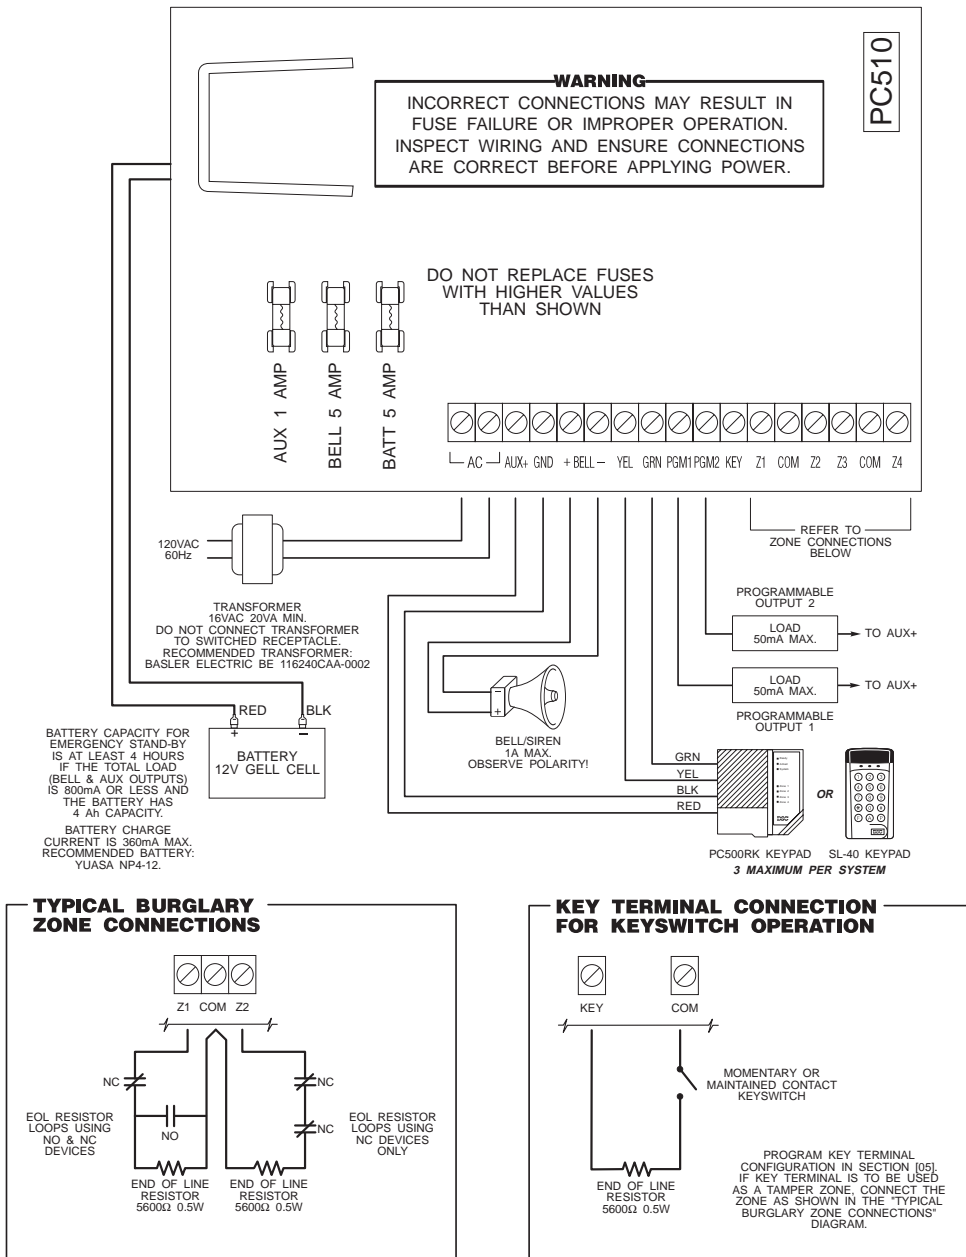 PC510
WARNING
INCORRECT CONNECTIONS MAY RESULT IN
FUSE FAILURE OR IMPROPER OPERATION.
INSPECT WIRING AND ENSURE CONNECTIONS
ARE CORRECT BEFORE APPLYING POWER.
DO NOT REPLACE FUSES
WITH HIGHER VALUES
THAN SHOWN
AUX 1 AMP
BELL 5 AMP
BATT 5 AMP
AC AUX+ GND + BELL – YEL GRN PGM1 PGM2 KEY Z1 COM Z2 Z3 COM Z4
REFER TO
ZONE CONNECTIONS
BELOW
120VAC
60Hz
TRANSFORMER
16VAC 20VA MIN.
DO NOT CONNECT TRANSFORMER
TO SWITCHED RECEPTACLE.
RECOMMENDED TRANSFORMER:
BASLER ELECTRIC BE 116240CAA-0002
PROGRAMMABLE
OUTPUT 2
LOAD
50mA MAX.
TO AUX+
LOAD
50mA MAX.
TO AUX+
PROGRAMMABLE
OUTPUT 1
RED
BLK
+ –
BATTERY
12V GELL CELL
BATTERY CAPACITY FOR
EMERGENCY STAND-BY
IS AT LEAST 4 HOURS
IF THE TOTAL LOAD
(BELL & AUX OUTPUTS)
IS 800mA OR LESS AND
THE BATTERY HAS
4 Ah CAPACITY.
BATTERY CHARGE
CURRENT IS 360mA MAX.
RECOMMENDED BATTERY:
YUASA NP4-12.
–
+
BELL/SIREN
1A MAX.
OBSERVE POLARITY!
GRN
YEL
BLK
RED
DSC
OR
PC500RK KEYPAD
SL-40 KEYPAD
3 MAXIMUM PER SYSTEM
TYPICAL BURGLARY
ZONE CONNECTIONS
Z1 COM Z2
NC
NO
NC
NC
EOL RESISTOR
LOOPS USING
NO & NC
DEVICES
EOL RESISTOR
LOOPS USING
NC DEVICES
ONLY
END OF LINE
RESISTOR
5600Ω 0.5W
END OF LINE
RESISTOR
5600Ω 0.5W
KEY TERMINAL CONNECTION
FOR KEYSWITCH OPERATION
KEY
COM
MOMENTARY OR
MAINTAINED CONTACT
KEYSWITCH
END OF LINE
RESISTOR
5600Ω 0.5W
PROGRAM KEY TERMINAL
CONFIGURATION IN SECTION [05].
IF KEY TERMINAL IS TO BE USED
AS A TAMPER ZONE, CONNECT THE
ZONE AS SHOWN IN THE "TYPICAL
BURGLARY ZONE CONNECTIONS"
DIAGRAM.